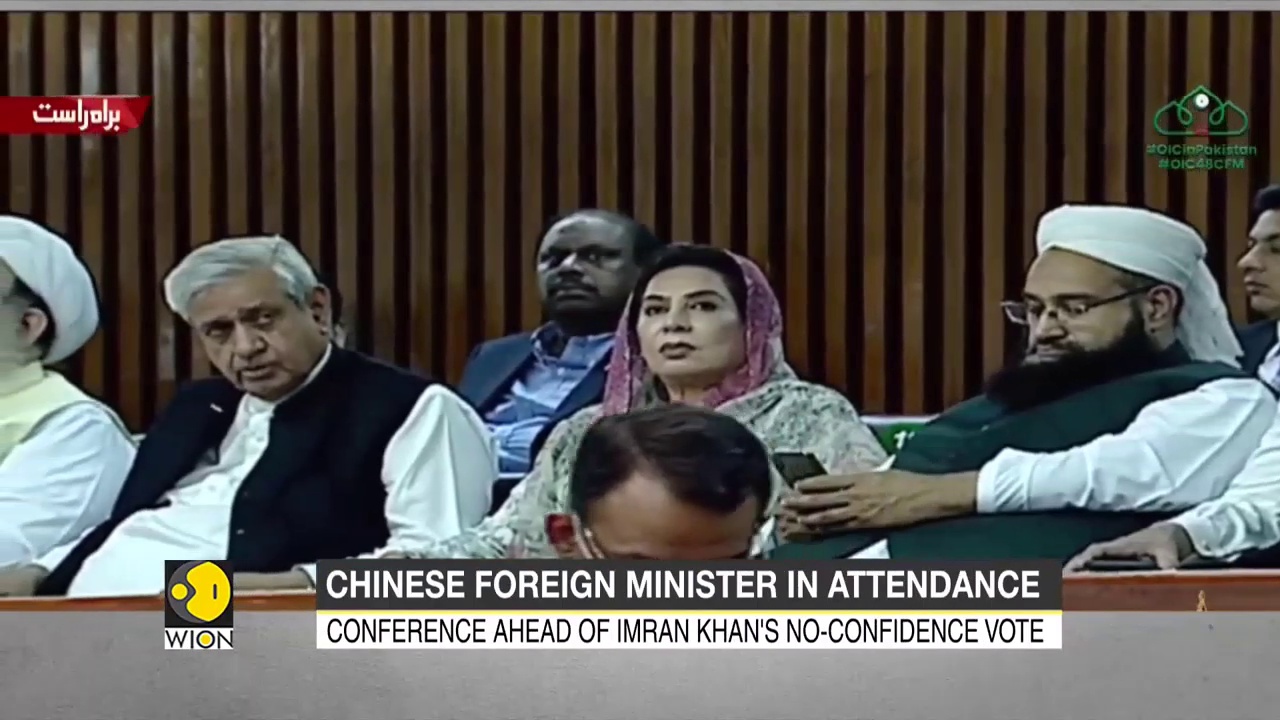 براہ راست
#OICinPakistan
#OIC48CFM
CHINESE FOREIGN MINISTER IN ATTENDANCE
CONFERENCE AHEAD OF IMRAN KHAN'S NO-CONFIDENCE VOTE
WION